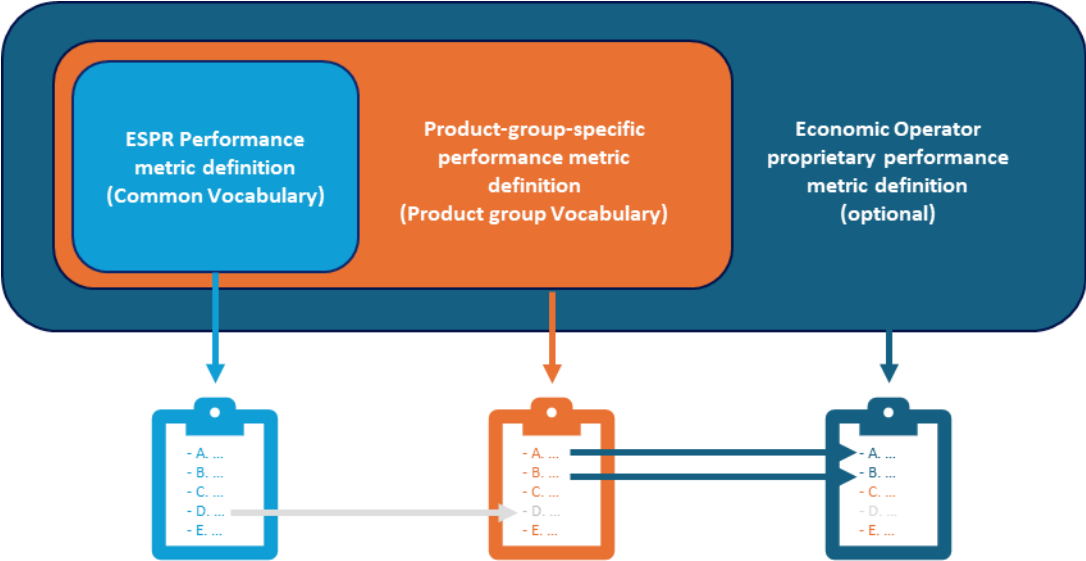 ESPR Performance
metric definition
(Common Vocabulary)
Product-group-specific
performance metric
definition
(Product group Vocabulary)
Economic Operator
proprietary performance
metric definition
(optional)
- A. ...
- B. ...
- C. ...
- D. ...
- E. ...
- A. ...
- B. ...
- C. ...
- D. ...
- E. ...
- A. ...
- B. ...
- C. ...
- D. ...
- E. ...